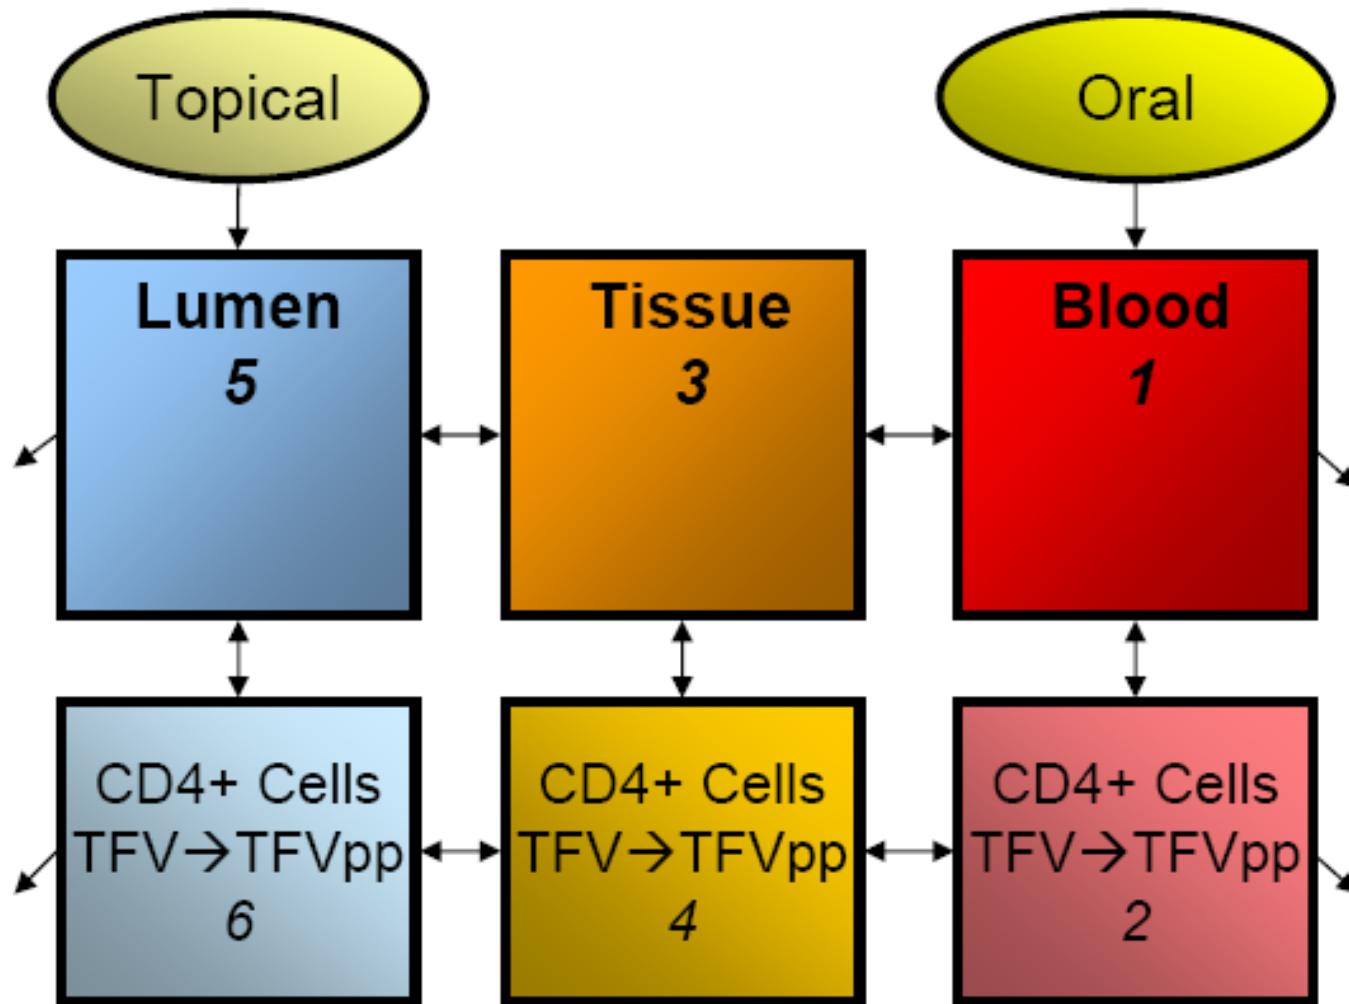 Topical
Oral
Lumen
5
Tissue
3
Blood
1
CD4+ Cells
TFV→TFVpp
6
CD4+ Cells
TFV→TFVpp
4
CD4+ Cells
TFV→TFVpp
2